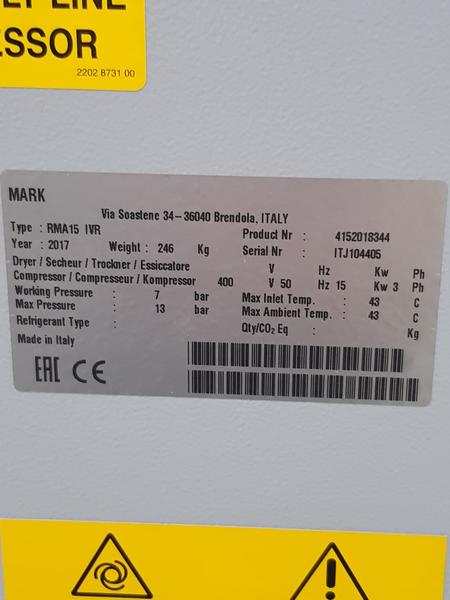 ESSOR
2202 8731 00
MARK
Via Soastene 34-36040 Brendola, ITALY
Type : RMA15 IVR Product Nr : 4152018344
Year : 2017 Weight : 246 Kg Serial Nr : ITJ104405
Dryer / Secheur / Trockner / Essiccatore V Hz Kw Ph
Compressor / Compresseur / Kompressor 400 V 50 Hz 15 Kw 3 Ph
Working Pressure : 7 bar Max Inlet Temp. : 43 C
Max Pressure : 13 bar Max Ambient Temp. : 43 C
Refrigerant Type : Qty/CO₂ Eq : Kg
Made in Italy
EAC CE